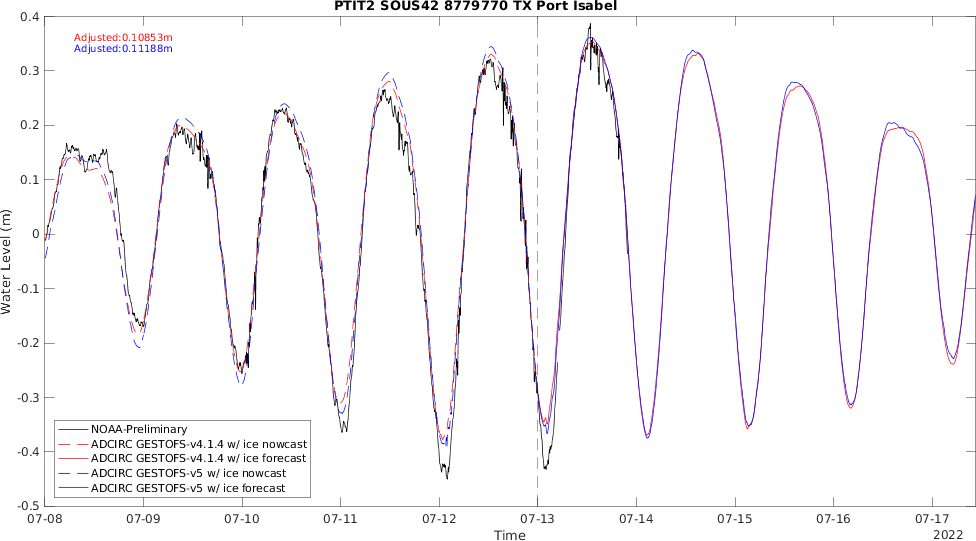 PTIT2 SOUS42 8779770 TX Port Isabel
Adjusted:0.10853m
Adjusted:0.11188m
0.4
0.3
0.2
0.1
0
-0.1
-0.2
-0.3
-0.4
-0.5
Water Level (m)
NOAA-Preliminary
ADCIRC GESTOFS-v4.1.4 w/ ice nowcast
ADCIRC GESTOFS-v4.1.4 w/ ice forecast
ADCIRC GESTOFS-v5 w/ ice nowcast
ADCIRC GESTOFS-v5 w/ ice forecast
07-08 07-09 07-10 07-11 07-12 07-13 07-14 07-15 07-16 07-17
Time
2022